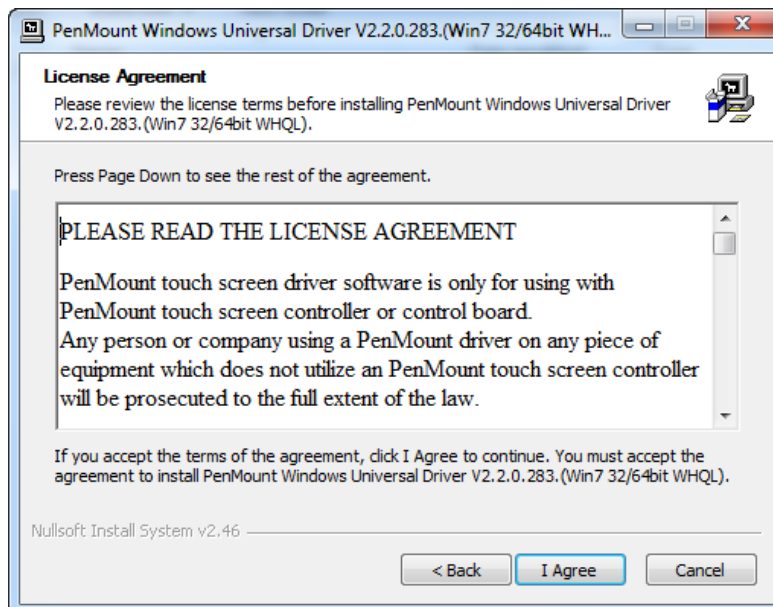 PenMount Windows Universal Driver V2.2.0.283.(Win7 32/64bit WH...
License Agreement
Please review the license terms before installing PenMount Windows Universal Driver
V2.2.0.283.(Win7 32/64bit WHQL).
Press Page Down to see the rest of the agreement.
PLEASE READ THE LICENSE AGREEMENT
PenMount touch screen driver software is only for using with
PenMount touch screen controller or control board.
Any person or company using a PenMount driver on any piece of
equipment which does not utilize an PenMount touch screen controller
will be prosecuted to the full extent of the law.
If you accept the terms of the agreement, click I Agree to continue. You must accept the
agreement to install PenMount Windows Universal Driver V2.2.0.283.(Win7 32/64bit WHQL).
Nullsoft Install System v2.46
< Back I Agree Cancel